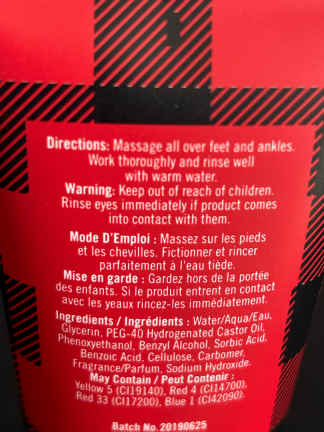 Directions: Massage all over feet and ankles.
Work thoroughly and rinse well
with warm water.
Warning: Keep out of reach of children.
Rinse eyes immediately if product comes
into contact with them.
Mode D'Emploi : Massez sur les pieds
et les chevilles. Fictionner et rincer
parfaitement à l'eau tiède.
Mise en garde : Gardez hors de la portée
des enfants. Si le produit entrent en contact
avec les yeux rincez-les immédiatement.
Ingredients / Ingrédients : Water/Aqua/Eau,
Glycerin, PEG-40 Hydrogenated Castor Oil,
Phenoxyethanol, Benzyl Alcohol, Sorbic Acid,
Benzoic Acid, Cellulose, Carbomer,
Fragrance/Parfum, Sodium Hydroxide.
May Contain / Peut Contenir :
Yellow 5 (CI19140), Red 4 (CI14700),
Red 33 (CI17200), Blue 1 (CI42090).
Batch No. 20190625